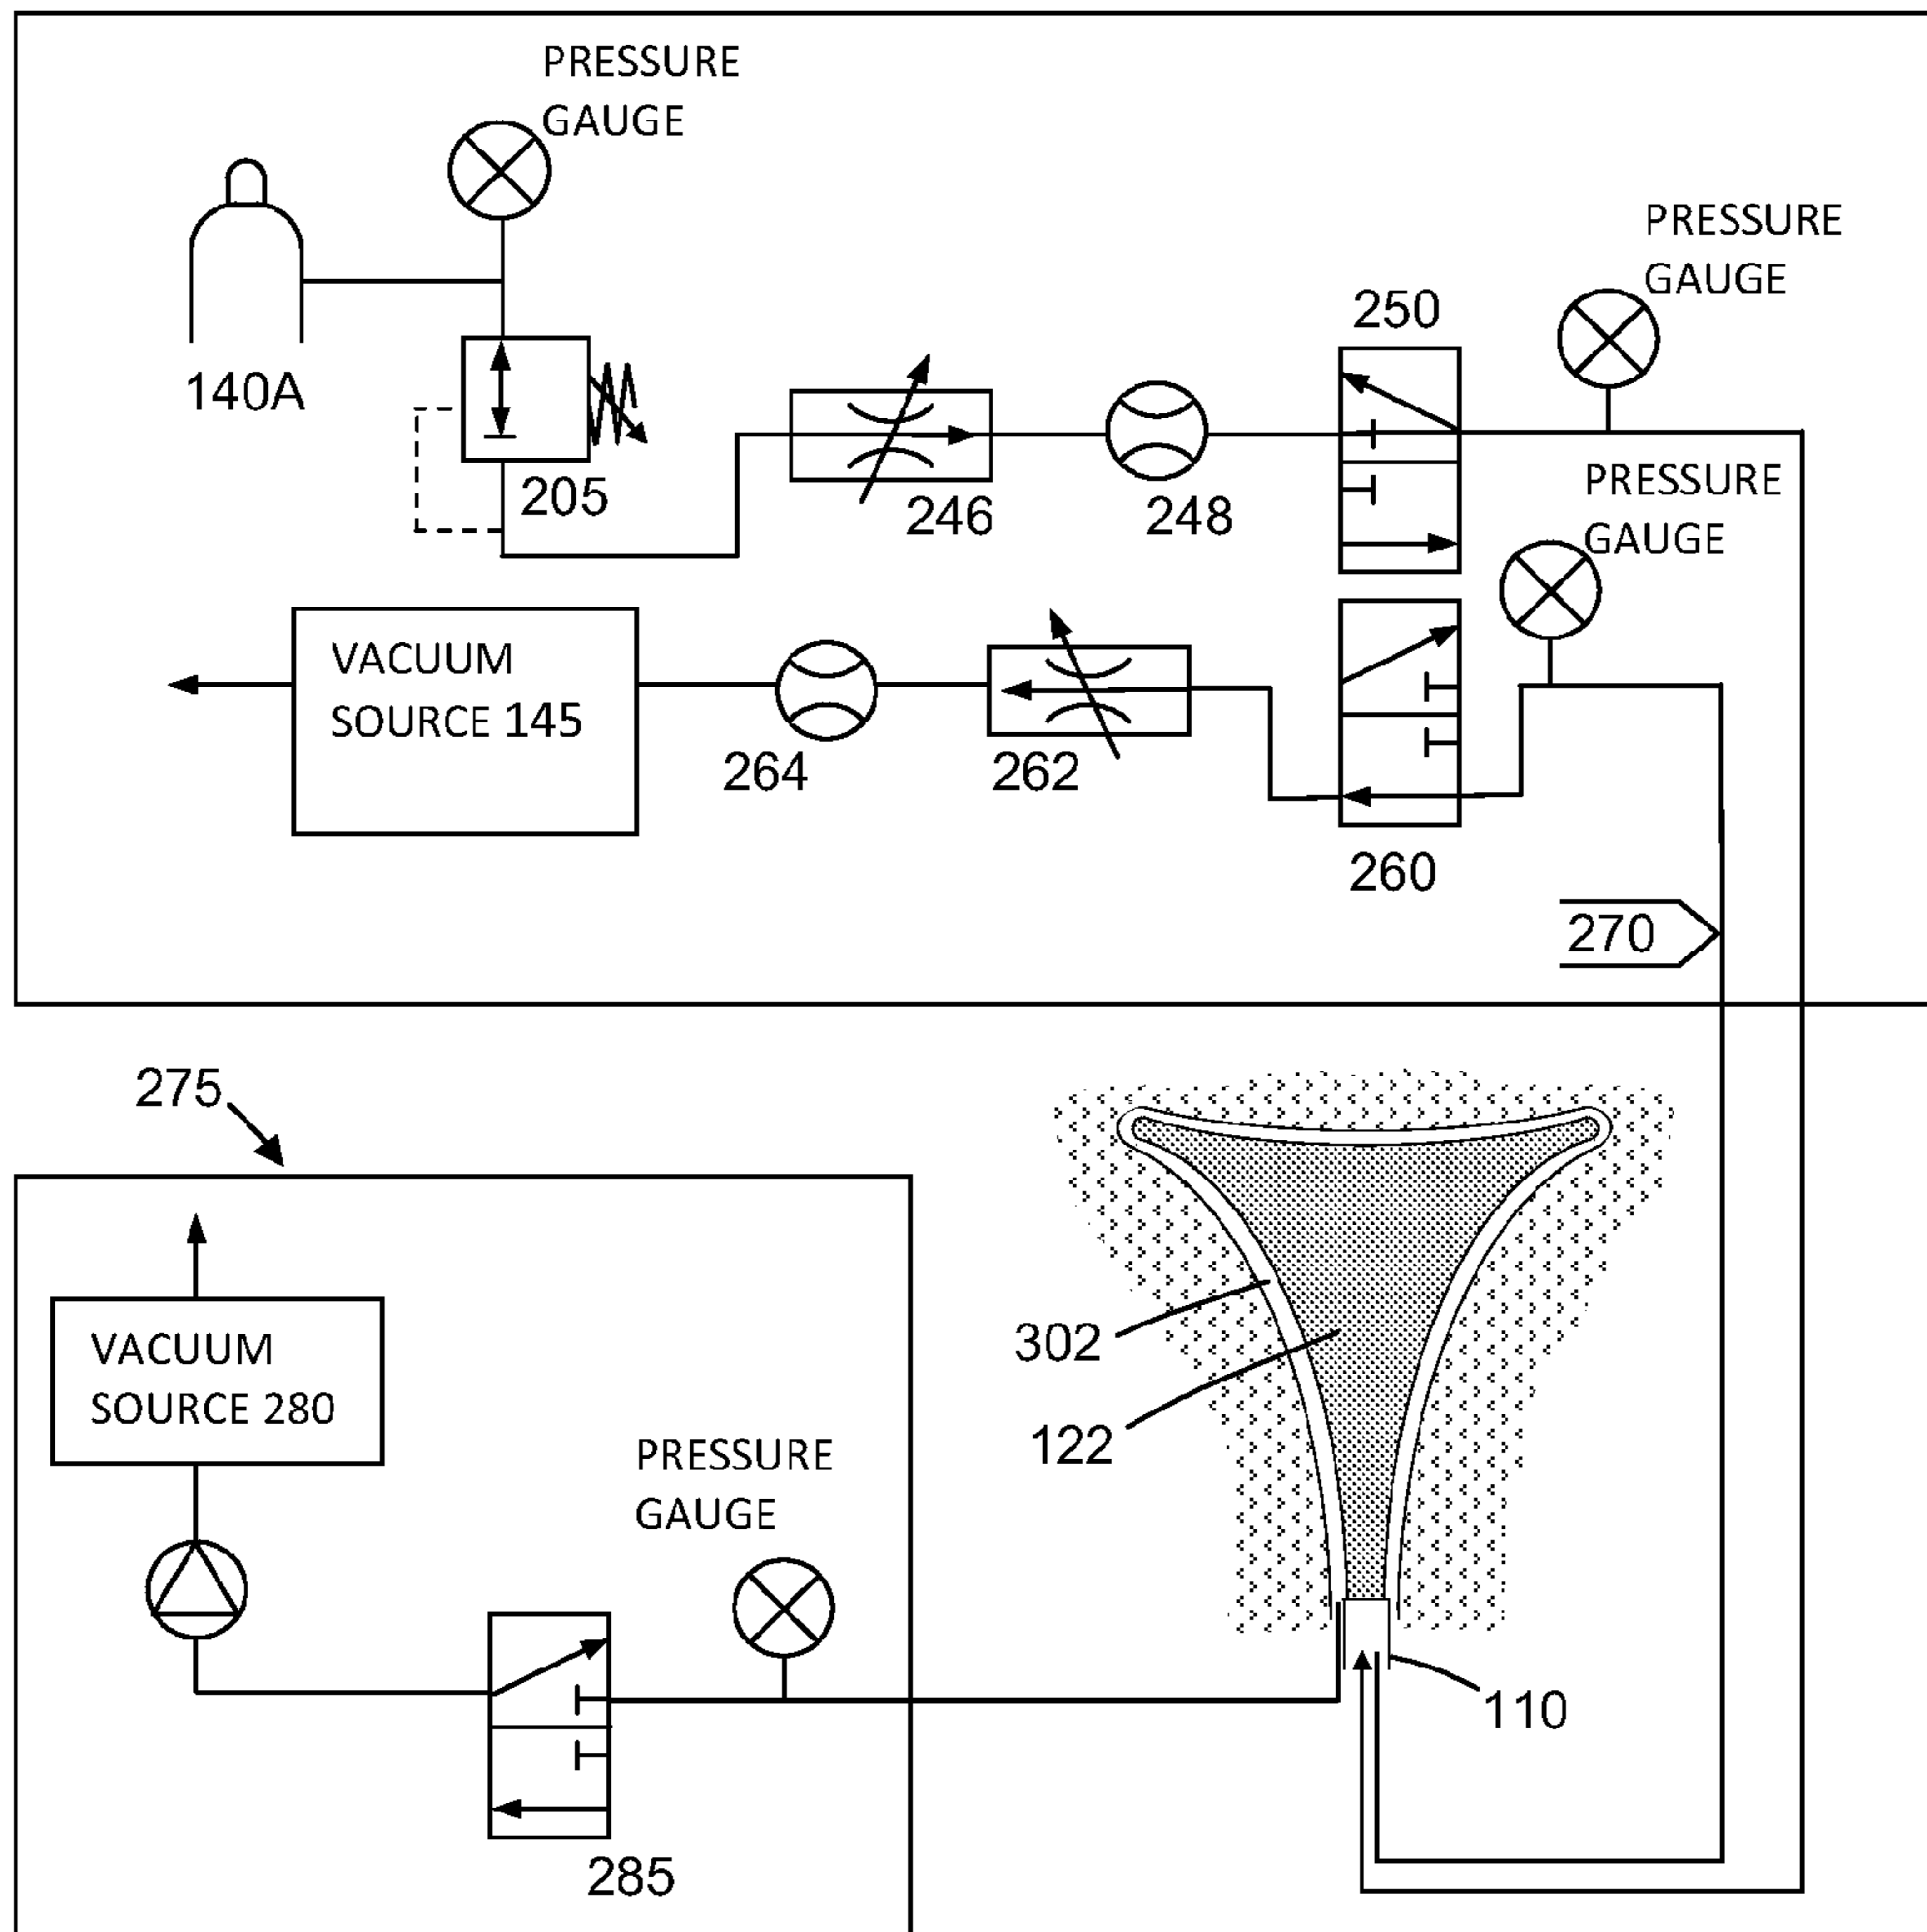 PRESSURE
GAUGE
140A
205
246
248
250
PRESSURE
GAUGE
PRESSURE
GAUGE
VACUUM
SOURCE 145
264
262
260
270
275
VACUUM
SOURCE 280
PRESSURE
GAUGE
285
302
122
110